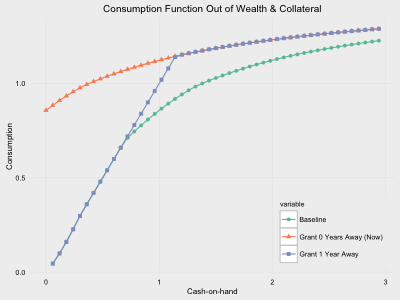 Consumption Function Out of Wealth & Collateral
Consumption
1.0
0.5
0.0
variable
Baseline
Grant 0 Years Away (Now)
Grant 1 Year Away
0
1
2
3
Cash-on-hand